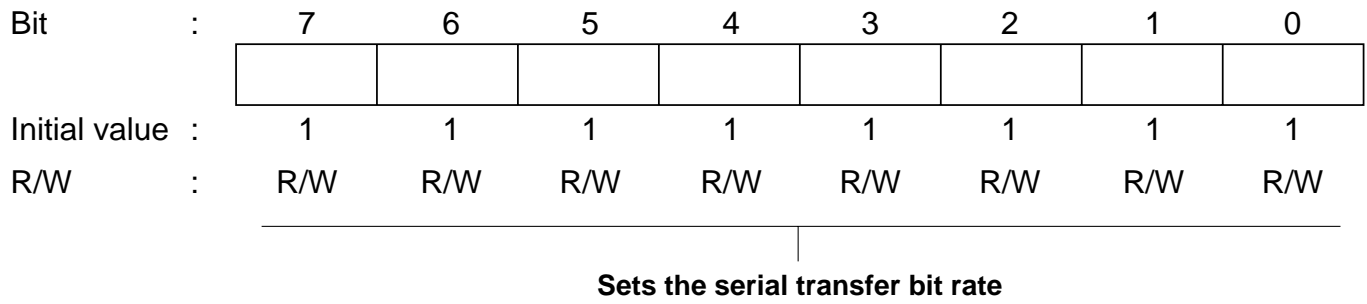 Bit : 7 6 5 4 3 2 1 0
Initial value : 1 1 1 1 1 1 1 1
R/W : R/W R/W R/W R/W R/W R/W R/W R/W
Sets the serial transfer bit rate